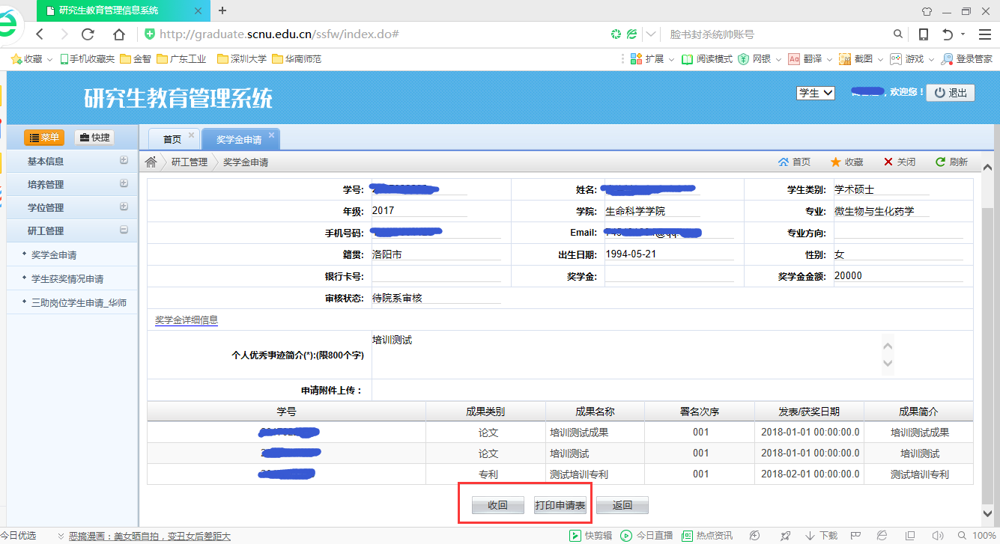 研究生教育管理信息系统
http://graduate.scnu.edu.cn/ssfw/index.do#
脸书封杀统帅账号
收藏 手机收藏夹 金智 广东工业 深圳大学 华南师范
扩展 阅读模式 网银 翻译 截图 游戏 登录管家
研究生教育管理系统
学生 ，欢迎您！ 退出
菜单 快捷
首页 奖学金申请
研工管理 奖学金申请
首页 收藏 关闭 刷新
基本信息
培养管理
学位管理
研工管理
奖学金申请
学生获奖情况申请
三助岗位学生申请_华师
学号: 姓名: 学生类别: 学术硕士
年级: 2017 学院: 生命科学学院 专业: 微生物与生化药学
手机号码: Email: 专业方向:
籍贯: 洛阳市 出生日期: 1994-05-21 性别: 女
银行卡号: 奖学金: 奖学金金额: 20000
审核状态: 待院系审核
奖学金详细信息
个人优秀事迹简介(*):(限800个字) 培训测试
申请附件上传：
学号 成果类别 成果名称 署名次序 发表/获奖日期 成果简介
论文 培训测试成果 001 2018-01-01 00:00:00.0 培训测试成果
论文 培训测试 001 2018-01-01 00:00:00.0 培训测试
专利 测试培训专利 001 2018-02-01 00:00:00.0 测试培训专利
收回 打印申请表 返回
今日优选 恶搞漫画：美女晒自拍，变丑女后差距大
快剪辑 今日直播 热点资讯 下载 100%